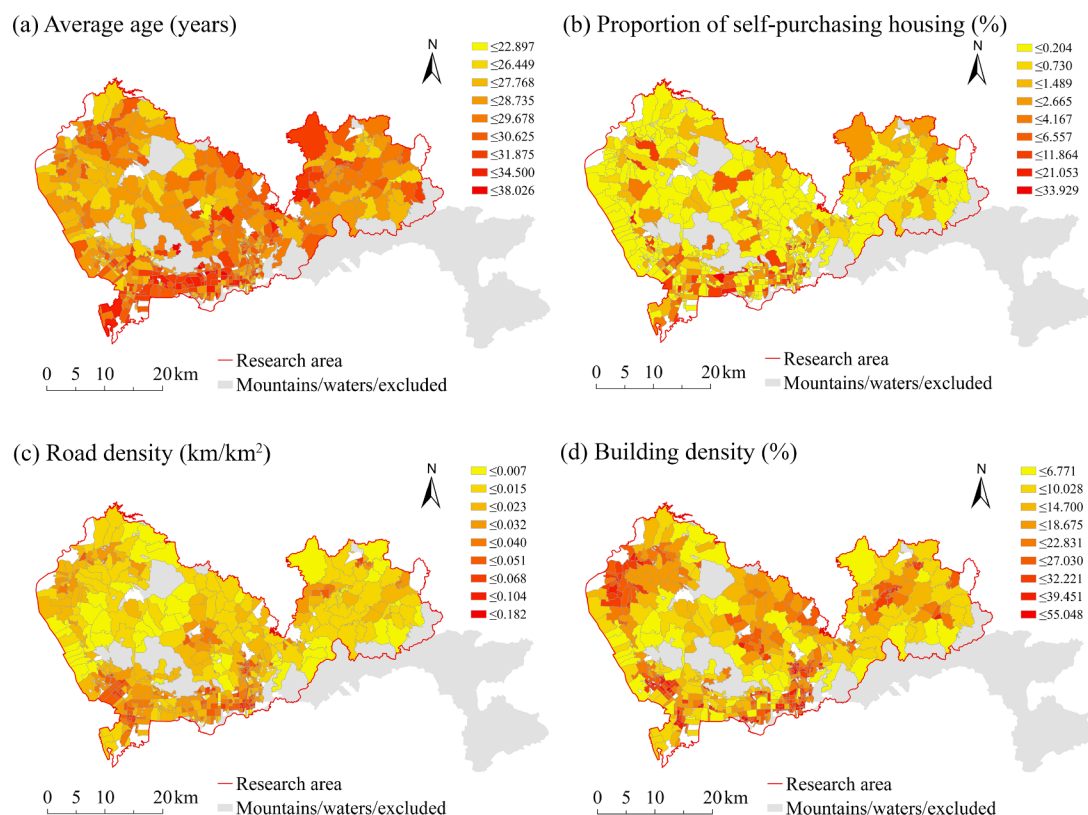 (a) Average age (years)
N
≤22.897
≤26.449
≤27.768
≤28.735
≤29.678
≤30.625
≤31.875
≤34.500
≤38.026
0 5 10 20 km
Research area
Mountains/waters/excluded
(b) Proportion of self-purchasing housing (%)
N
≤0.204
≤0.730
≤1.489
≤2.665
≤4.167
≤6.557
≤11.864
≤21.053
≤33.929
0 5 10 20 km
Research area
Mountains/waters/excluded
(c) Road density (km/km²)
N
≤0.007
≤0.015
≤0.023
≤0.032
≤0.040
≤0.051
≤0.068
≤0.104
≤0.182
0 5 10 20 km
Research area
Mountains/waters/excluded
(d) Building density (%)
N
≤6.771
≤10.028
≤14.700
≤18.675
≤22.831
≤27.030
≤32.221
≤39.451
≤55.048
0 5 10 20 km
Research area
Mountains/waters/excluded